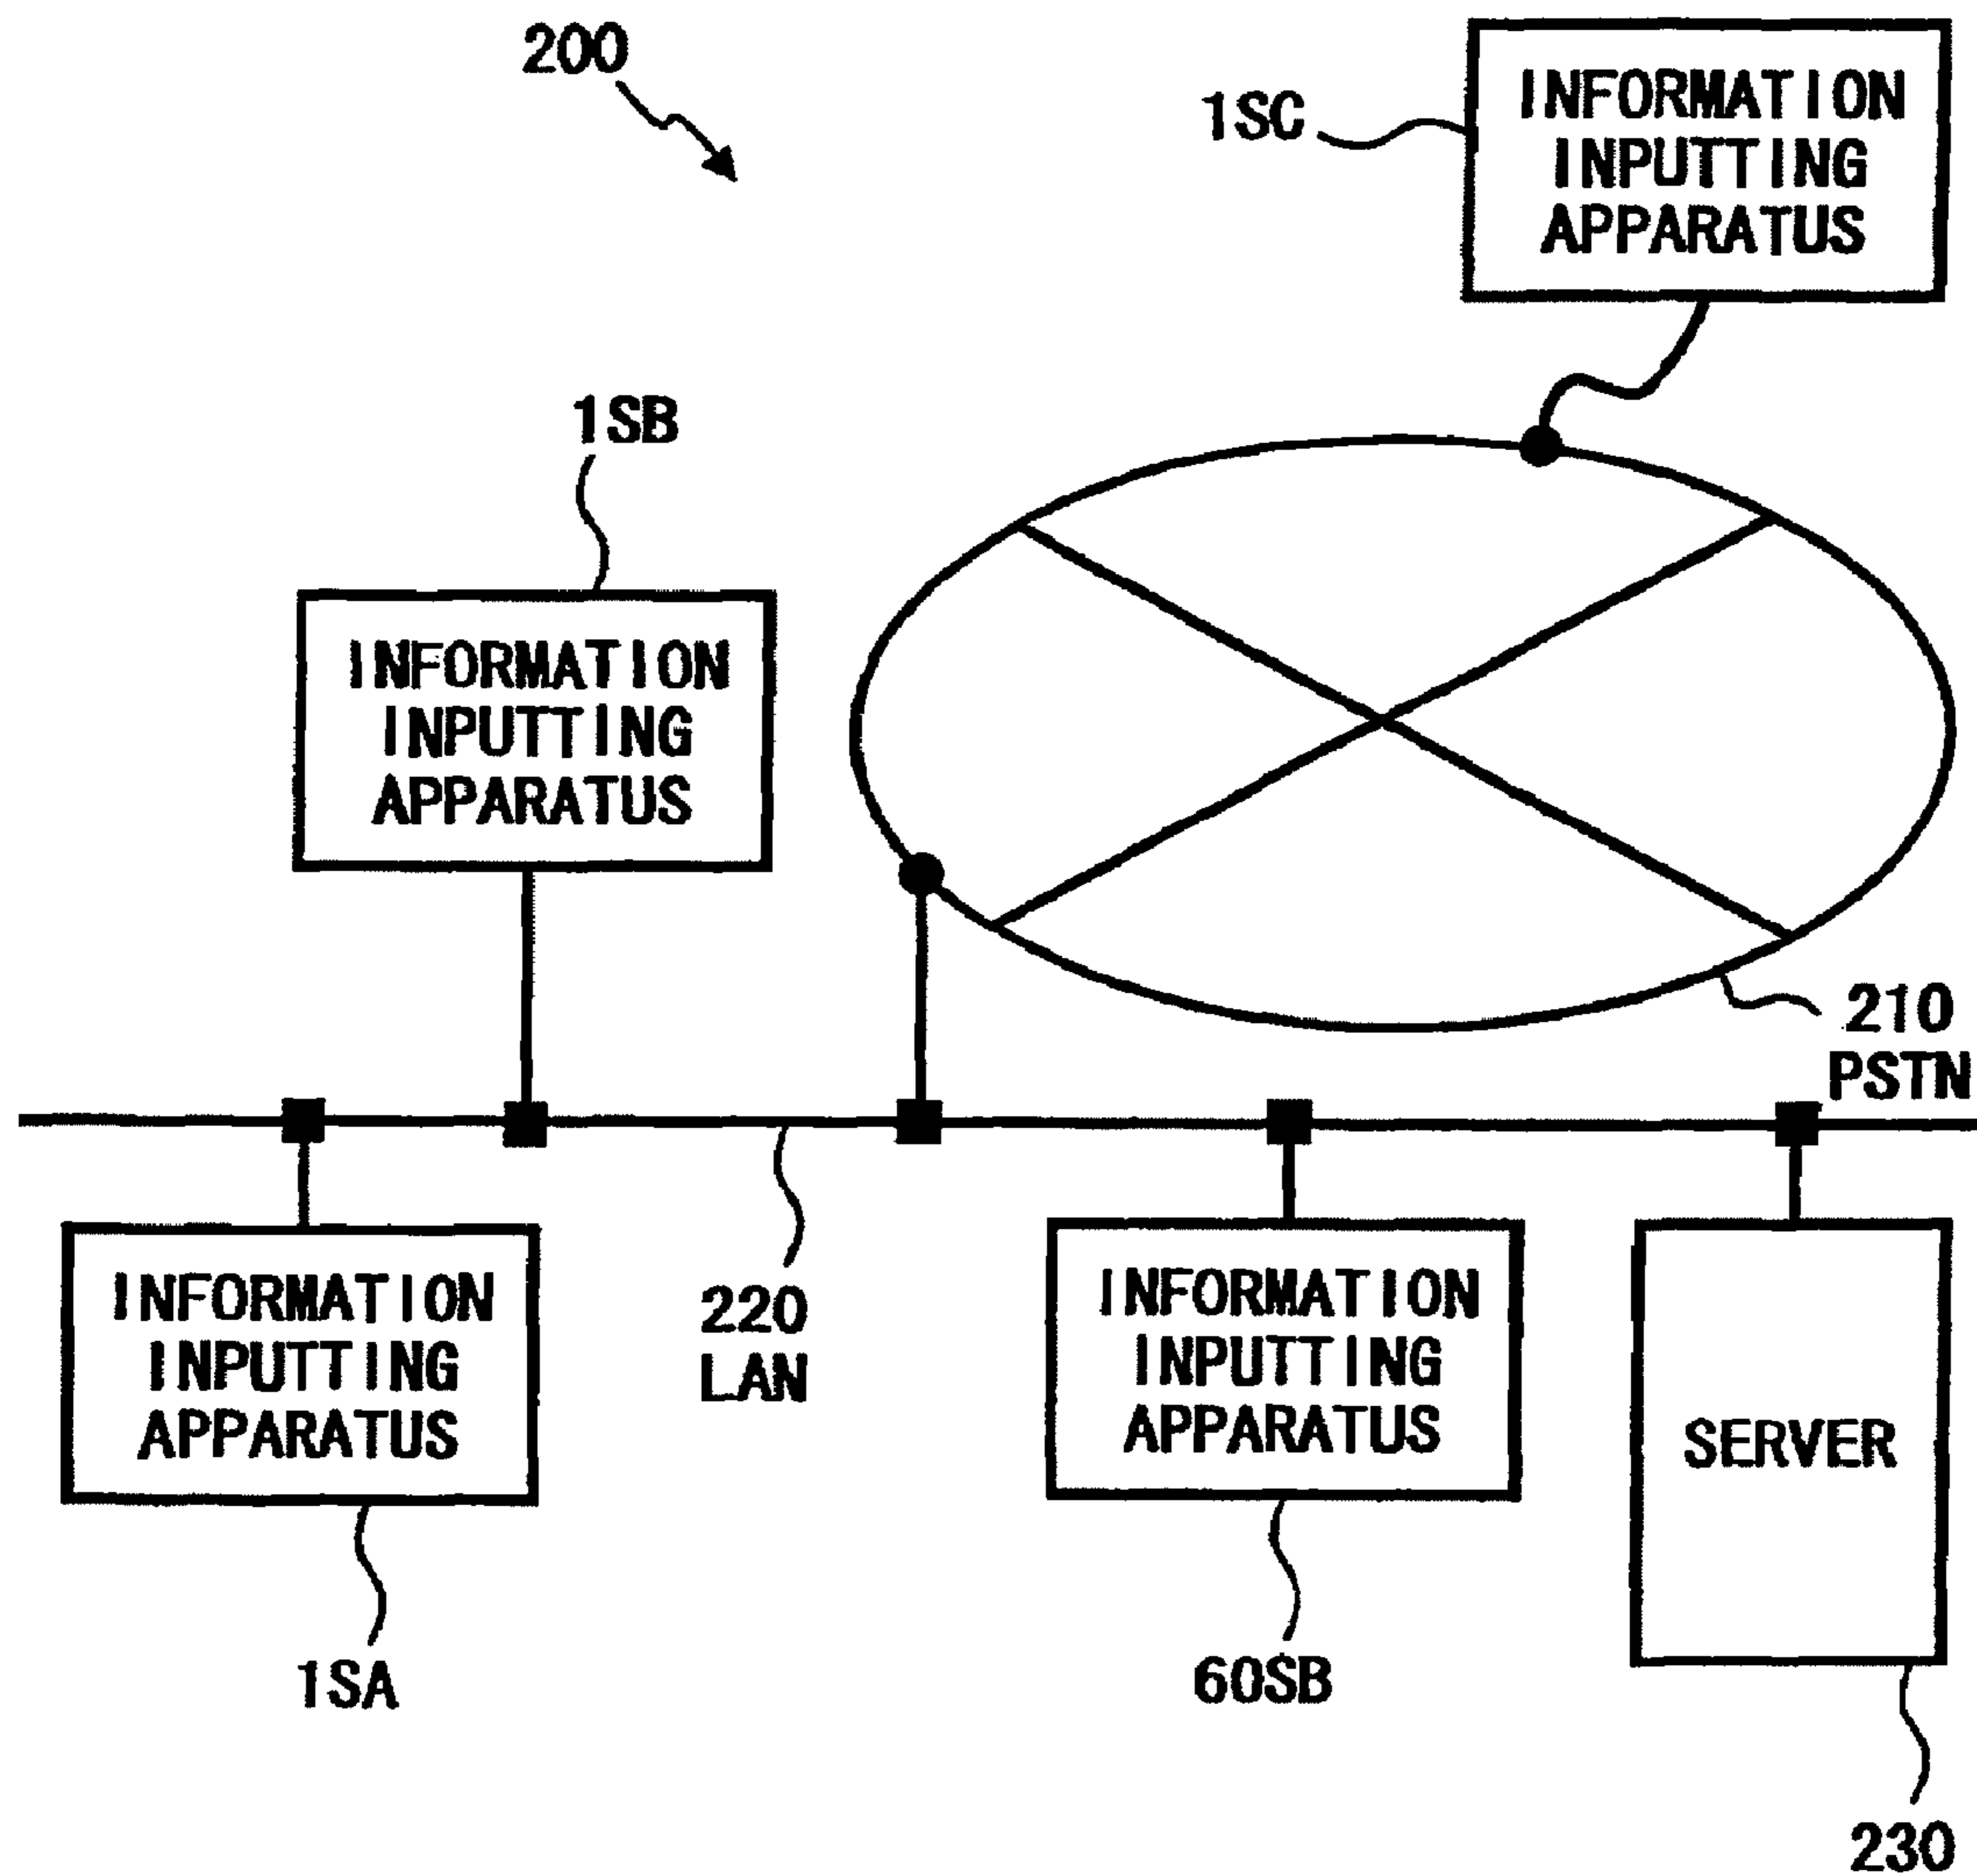 200
1SC
INFORMATION
INPUTTING
APPARATUS
1SB
INFORMATION
INPUTTING
APPARATUS
210
PSTN
INFORMATION
INPUTTING
APPARATUS
1SA
220
LAN
INFORMATION
INPUTTING
APPARATUS
60SB
SERVER
230